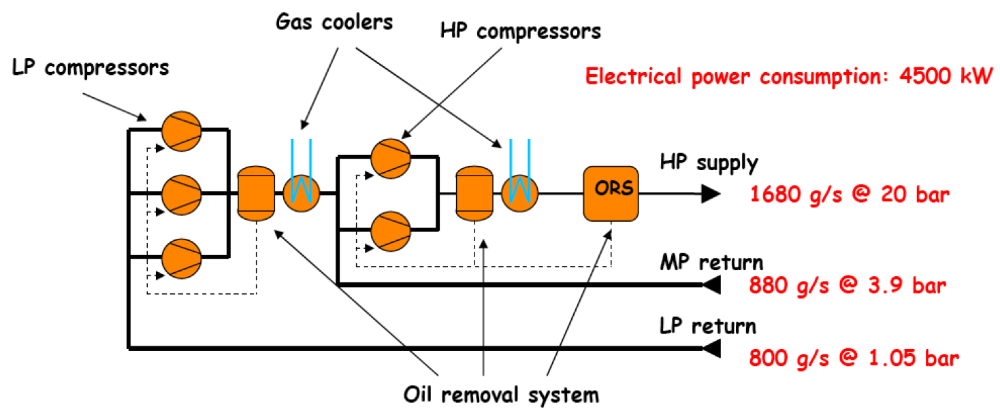 Gas coolers
HP compressors
LP compressors
Electrical power consumption: 4500 kW
HP supply
ORS
1680 g/s @ 20 bar
MP return
880 g/s @ 3.9 bar
LP return
800 g/s @ 1.05 bar
Oil removal system